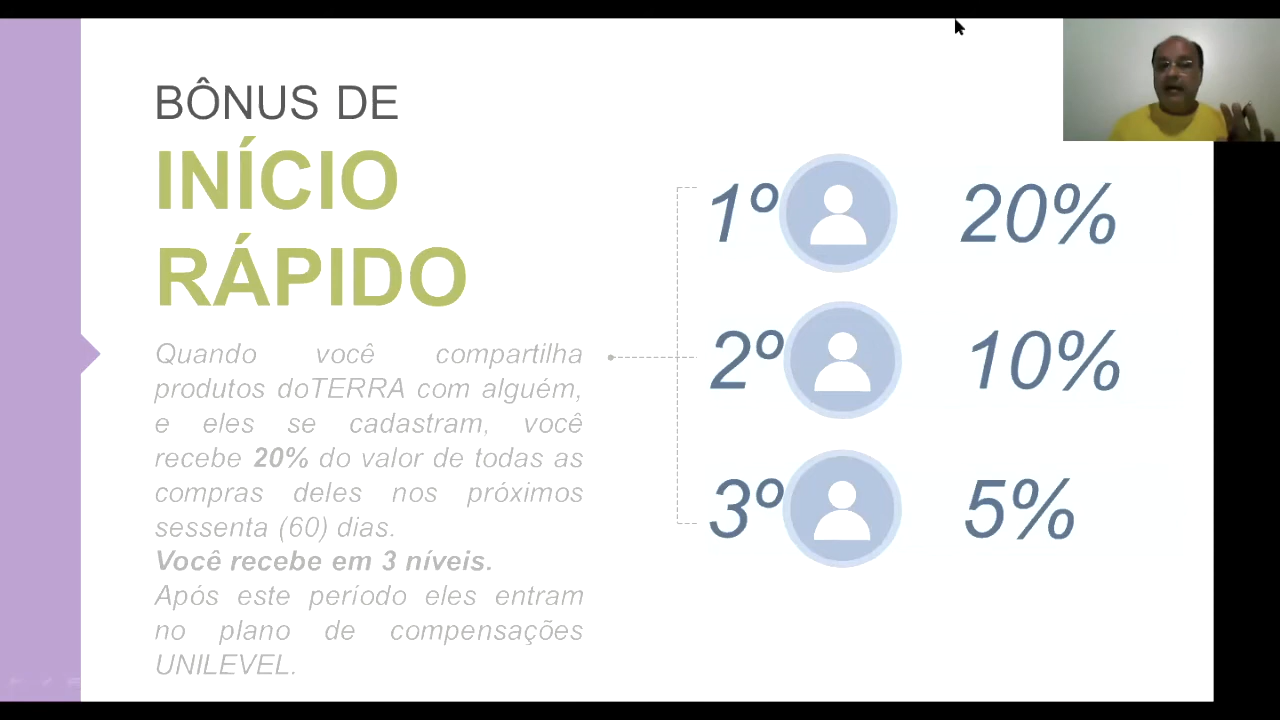 BÔNUS DE
INÍCIO
RÁPIDO
Quando você compartilha
produtos doTERRA com alguém,
e eles se cadastram, você
recebe 20% do valor de todas as
compras deles nos próximos
sessenta (60) dias.
Você recebe em 3 níveis.
Após este período eles entram
no plano de compensações
UNILEVEL.
1º 20%
2º 10%
3º 5%